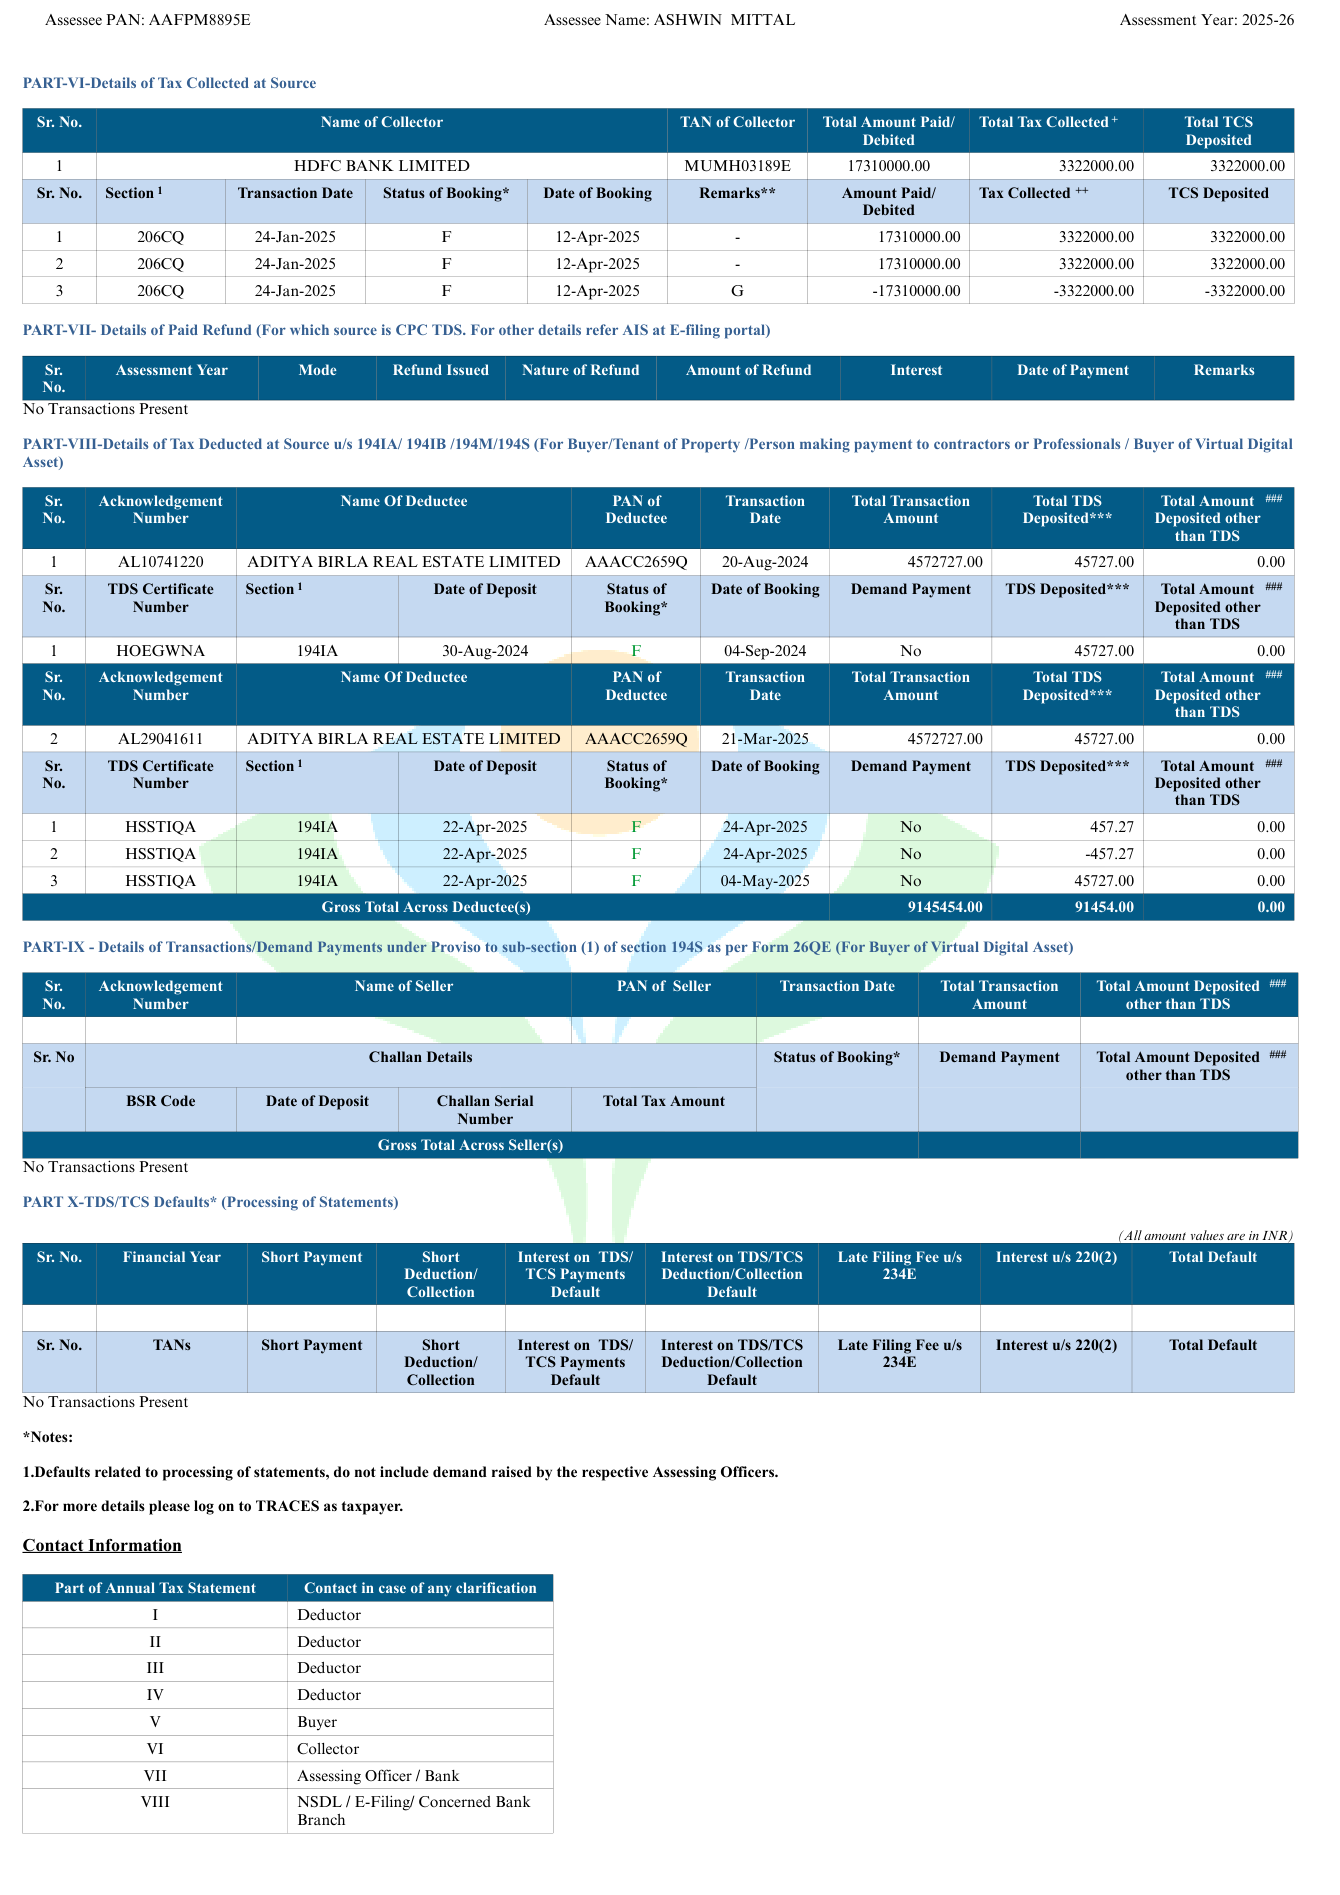 Assessee PAN: AAFPM8895E Assessee Name: ASHWIN MITTAL Assessment Year: 2025-26
PART-VI-Details of Tax Collected at Source
Sr. No. Name of Collector TAN of Collector Total Amount Paid/ Total Tax Collected + Total TCS
Debited Deposited
1 HDFC BANK LIMITED MUMH03189E 17310000.00 3322000.00 3322000.00
Sr. No. Section 1 Transaction Date Status of Booking* Date of Booking Remarks** Amount Paid/ Tax Collected ++ TCS Deposited
Debited
1 206CQ 24-Jan-2025 F 12-Apr-2025 - 17310000.00 3322000.00 3322000.00
2 206CQ 24-Jan-2025 F 12-Apr-2025 - 17310000.00 3322000.00 3322000.00
3 206CQ 24-Jan-2025 F 12-Apr-2025 G -17310000.00 -3322000.00 -3322000.00
PART-VII- Details of Paid Refund (For which source is CPC TDS. For other details refer AIS at E-filing portal)
Sr. Assessment Year Mode Refund Issued Nature of Refund Amount of Refund Interest Date of Payment Remarks
No.
No Transactions Present
PART-VIII-Details of Tax Deducted at Source u/s 194IA/ 194IB /194M/194S (For Buyer/Tenant of Property /Person making payment to contractors or Professionals / Buyer of Virtual Digital
Asset)
Sr. Acknowledgement Name Of Deductee PAN of Transaction Total Transaction Total TDS Total Amount ###
No. Number Deductee Date Amount Deposited*** Deposited other
than TDS
1 AL10741220 ADITYA BIRLA REAL ESTATE LIMITED AAACC2659Q 20-Aug-2024 4572727.00 45727.00 0.00
Sr. TDS Certificate Section 1 Date of Deposit Status of Date of Booking Demand Payment TDS Deposited*** Total Amount ###
No. Number Booking* Deposited other
than TDS
1 HOEGWNA 194IA 30-Aug-2024 F 04-Sep-2024 No 45727.00 0.00
Sr. Acknowledgement Name Of Deductee PAN of Transaction Total Transaction Total TDS Total Amount ###
No. Number Deductee Date Amount Deposited*** Deposited other
than TDS
2 AL29041611 ADITYA BIRLA REAL ESTATE LIMITED AAACC2659Q 21-Mar-2025 4572727.00 45727.00 0.00
Sr. TDS Certificate Section 1 Date of Deposit Status of Date of Booking Demand Payment TDS Deposited*** Total Amount ###
No. Number Booking* Deposited other
than TDS
1 HSSTIQA 194IA 22-Apr-2025 F 24-Apr-2025 No 457.27 0.00
2 HSSTIQA 194IA 22-Apr-2025 F 24-Apr-2025 No -457.27 0.00
3 HSSTIQA 194IA 22-Apr-2025 F 04-May-2025 No 45727.00 0.00
Gross Total Across Deductee(s) 9145454.00 91454.00 0.00
PART-IX - Details of Transactions/Demand Payments under Proviso to sub-section (1) of section 194S as per Form 26QE (For Buyer of Virtual Digital Asset)
Sr. Acknowledgement Name of Seller PAN of Seller Transaction Date Total Transaction Total Amount Deposited ###
No. Number Amount other than TDS
Sr. No Challan Details Status of Booking* Demand Payment Total Amount Deposited ###
other than TDS
BSR Code Date of Deposit Challan Serial Total Tax Amount
Number
Gross Total Across Seller(s)
No Transactions Present
PART X-TDS/TCS Defaults* (Processing of Statements)
(All amount values are in INR)
Sr. No. Financial Year Short Payment Short Interest on TDS/ Interest on TDS/TCS Late Filing Fee u/s Interest u/s 220(2) Total Default
Deduction/ TCS Payments Deduction/Collection 234E
Collection Default Default
Sr. No. TANs Short Payment Short Interest on TDS/ Interest on TDS/TCS Late Filing Fee u/s Interest u/s 220(2) Total Default
Deduction/ TCS Payments Deduction/Collection 234E
Collection Default Default
No Transactions Present
*Notes:
1.Defaults related to processing of statements, do not include demand raised by the respective Assessing Officers.
2.For more details please log on to TRACES as taxpayer.
Contact Information
Part of Annual Tax Statement Contact in case of any clarification
I Deductor
II Deductor
III Deductor
IV Deductor
V Buyer
VI Collector
VII Assessing Officer / Bank
VIII NSDL / E-Filing/ Concerned Bank
Branch